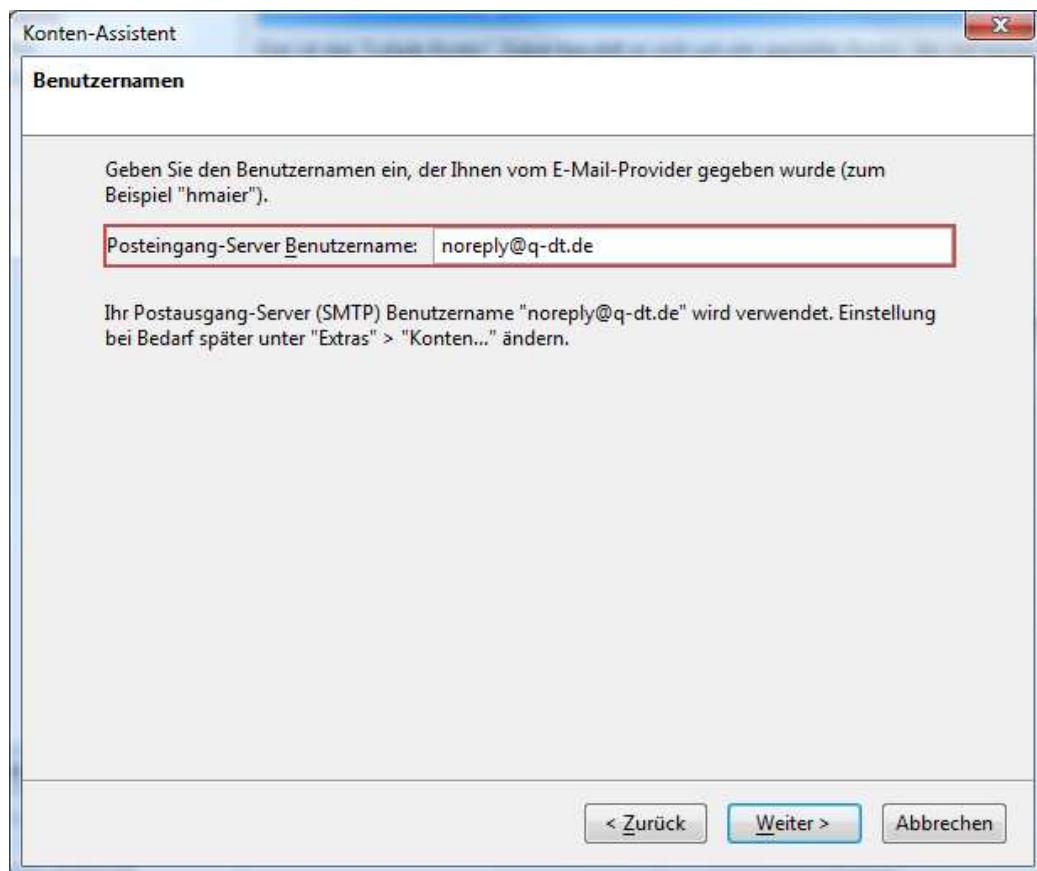 Konten-Assistent
Benutzernamen
Geben Sie den Benutzernamen ein, der Ihnen vom E-Mail-Provider gegeben wurde (zum
Beispiel "hmaier").
Posteingang-Server Benutzername: noreply@q-dt.de
Ihr Postausgang-Server (SMTP) Benutzername "noreply@q-dt.de" wird verwendet. Einstellung
bei Bedarf später unter "Extras" > "Konten..." ändern.
< Zurück Weiter > Abbrechen